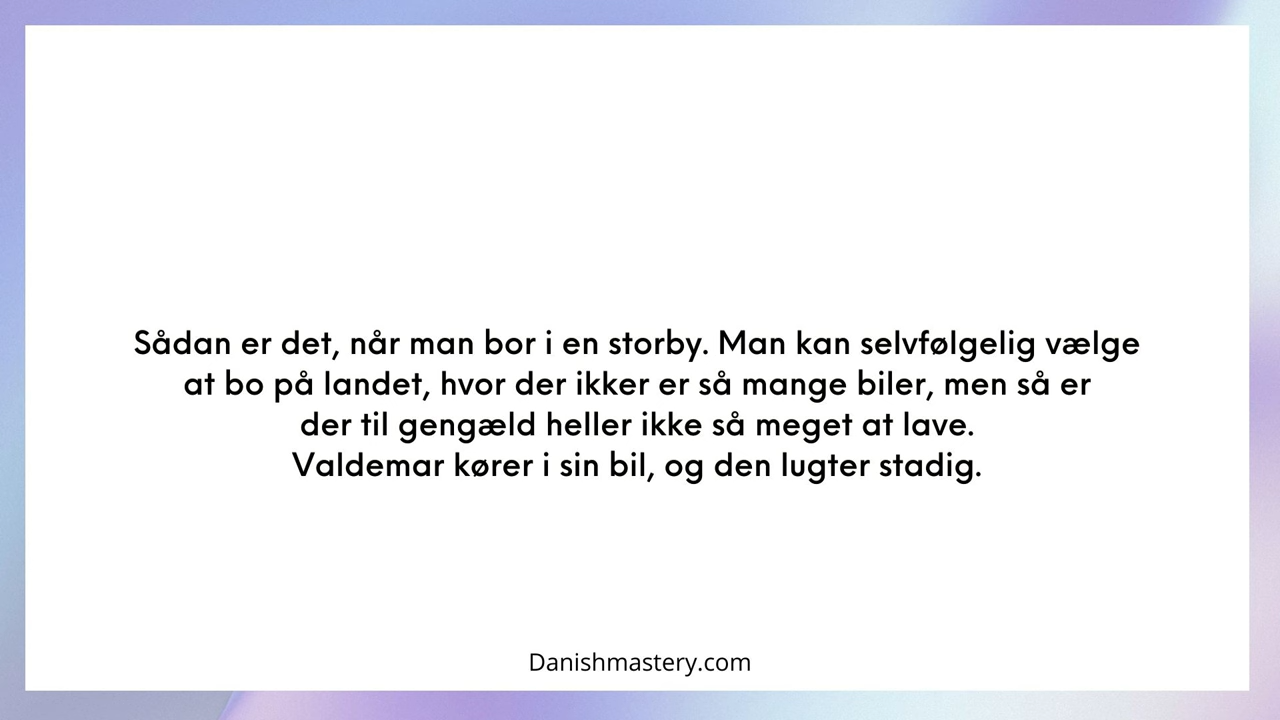 Sådan er det, når man bor i en storby. Man kan selvfølgelig vælge
at bo på landet, hvor der ikker er så mange biler, men så er
der til gengæld heller ikke så meget at lave.
Valdemar kører i sin bil, og den lugter stadig.
Danishmastery.com